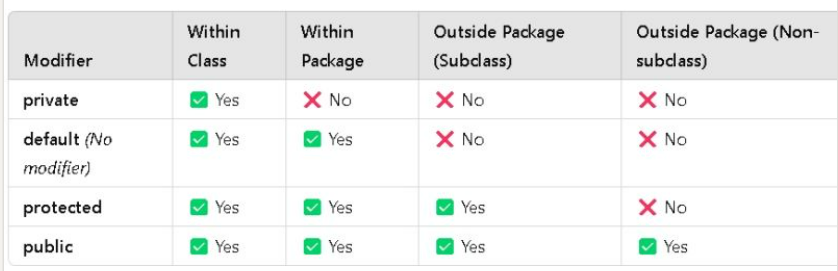 Modifier Within Class Within Package Outside Package (Subclass) Outside Package (Non-subclass)
private ✅ Yes ❌ No ❌ No ❌ No
default (No modifier) ✅ Yes ✅ Yes ❌ No ❌ No
protected ✅ Yes ✅ Yes ✅ Yes ❌ No
public ✅ Yes ✅ Yes ✅ Yes ✅ Yes